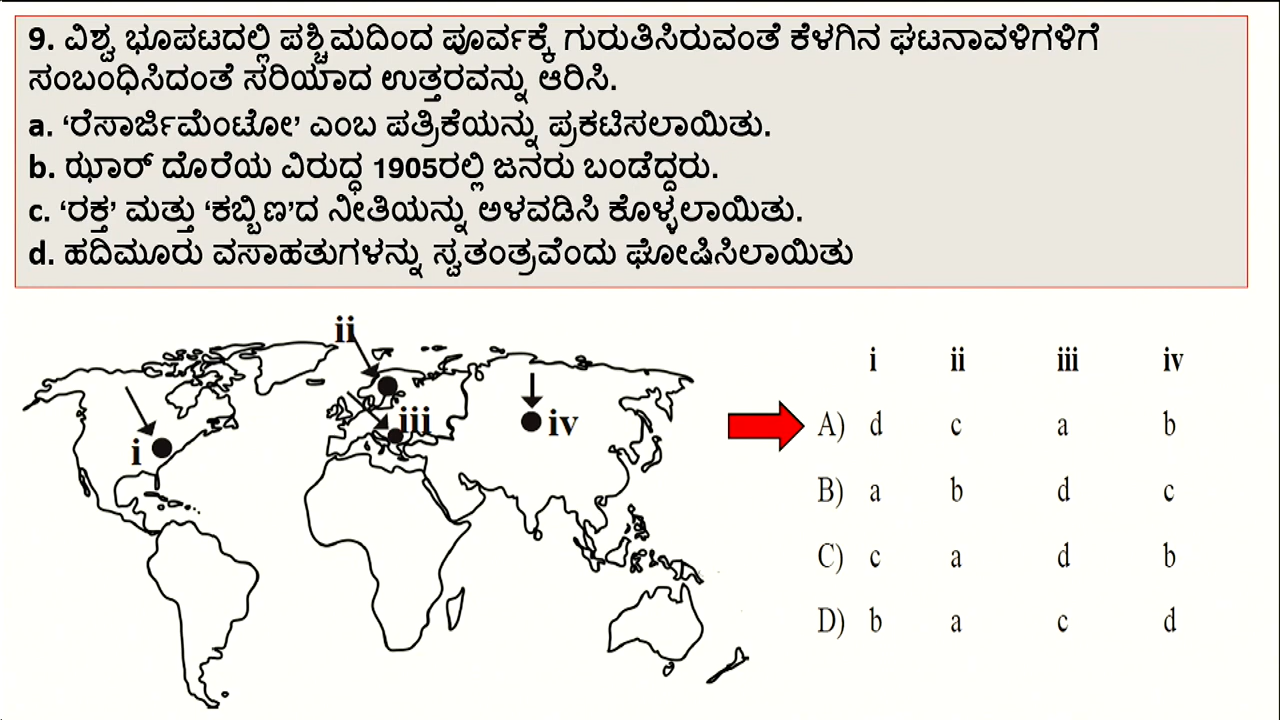 9. ವಿಶ್ವ ಭೂಪಟದಲ್ಲಿ ಪಶ್ಚಿಮದಿಂದ ಪೂರ್ವಕ್ಕೆ ಗುರುತಿಸಿರುವಂತೆ ಕೆಳಗಿನ ಘಟನಾವಳಿಗಳಿಗೆ
ಸಂಬಂಧಿಸಿದಂತೆ ಸರಿಯಾದ ಉತ್ತರವನ್ನು ಆರಿಸಿ.
a. ‘ರೆಸಾರ್ಜಿಮೆಂಟೋ’ ಎಂಬ ಪತ್ರಿಕೆಯನ್ನು ಪ್ರಕಟಿಸಲಾಯಿತು.
b. ಝಾರ್ ದೊರೆಯ ವಿರುದ್ಧ 1905ರಲ್ಲಿ ಜನರು ಬಂಡೆದ್ದರು.
c. ‘ರಕ್ತ’ ಮತ್ತು ‘ಕಬ್ಬಿಣ’ದ ನೀತಿಯನ್ನು ಅಳವಡಿಸಿ ಕೊಳ್ಳಲಾಯಿತು.
d. ಹದಿಮೂರು ವಸಾಹತುಗಳನ್ನು ಸ್ವತಂತ್ರವೆಂದು ಘೋಷಿಸಿಲಾಯಿತು
ii
iii
iv
i
i ii iii iv
A) d c a b
B) a b d c
C) c a d b
D) b a c d